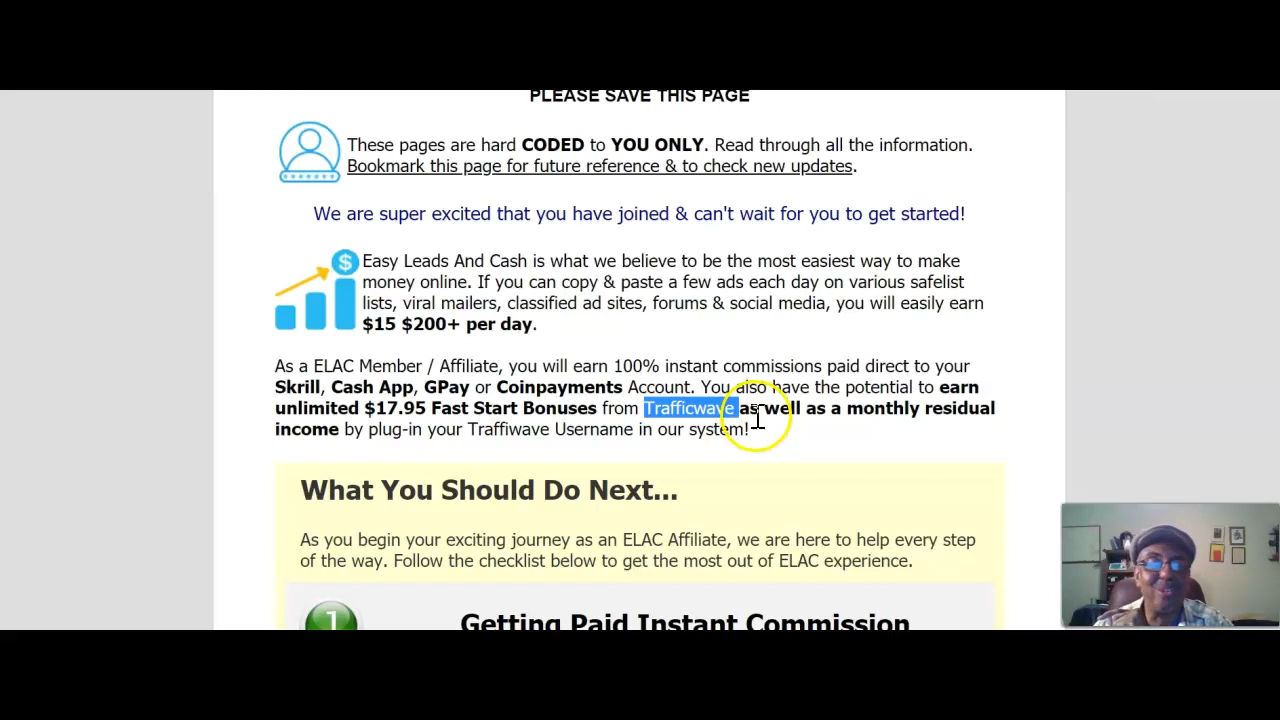 PLEASE SAVE THIS PAGE
These pages are hard CODED to YOU ONLY. Read through all the information.
Bookmark this page for future reference & to check new updates.
We are super excited that you have joined & can't wait for you to get started!
$
Easy Leads And Cash is what we believe to be the most easiest way to make
money online. If you can copy & paste a few ads each day on various safelist
lists, viral mailers, classified ad sites, forums & social media, you will easily earn
$15 $200+ per day.
As a ELAC Member / Affiliate, you will earn 100% instant commissions paid direct to your
Skrill, Cash App, GPay or Coinpayments Account. You also have the potential to earn
unlimited $17.95 Fast Start Bonuses from Trafficwave as well as a monthly residual
income by plug-in your Traffiwave Username in our system!
What You Should Do Next...
As you begin your exciting journey as an ELAC Affiliate, we are here to help every step
of the way. Follow the checklist below to get the most out of ELAC experience.
1
Getting Paid Instant Commission